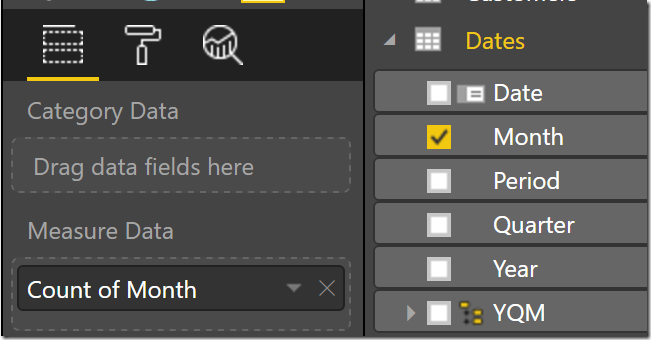 Customers
Dates
Category Data
Date
Drag data fields here
Month
Period
Measure Data
Quarter
Count of Month
Year
YQM